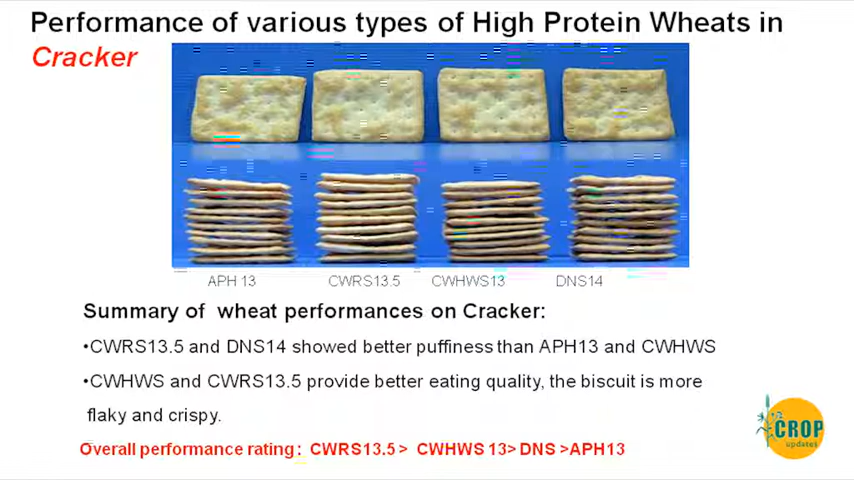 Performance of various types of High Protein Wheats in
Cracker
APH 13 CWRS13.5 CWHWS13 DNS14
Summary of wheat performances on Cracker:
•CWRS13.5 and DNS14 showed better puffiness than APH13 and CWHWS
•CWHWS and CWRS13.5 provide better eating quality, the biscuit is more
flaky and crispy.
Overall performance rating : CWRS13.5 > CWHWS 13> DNS >APH13
CROP
updates